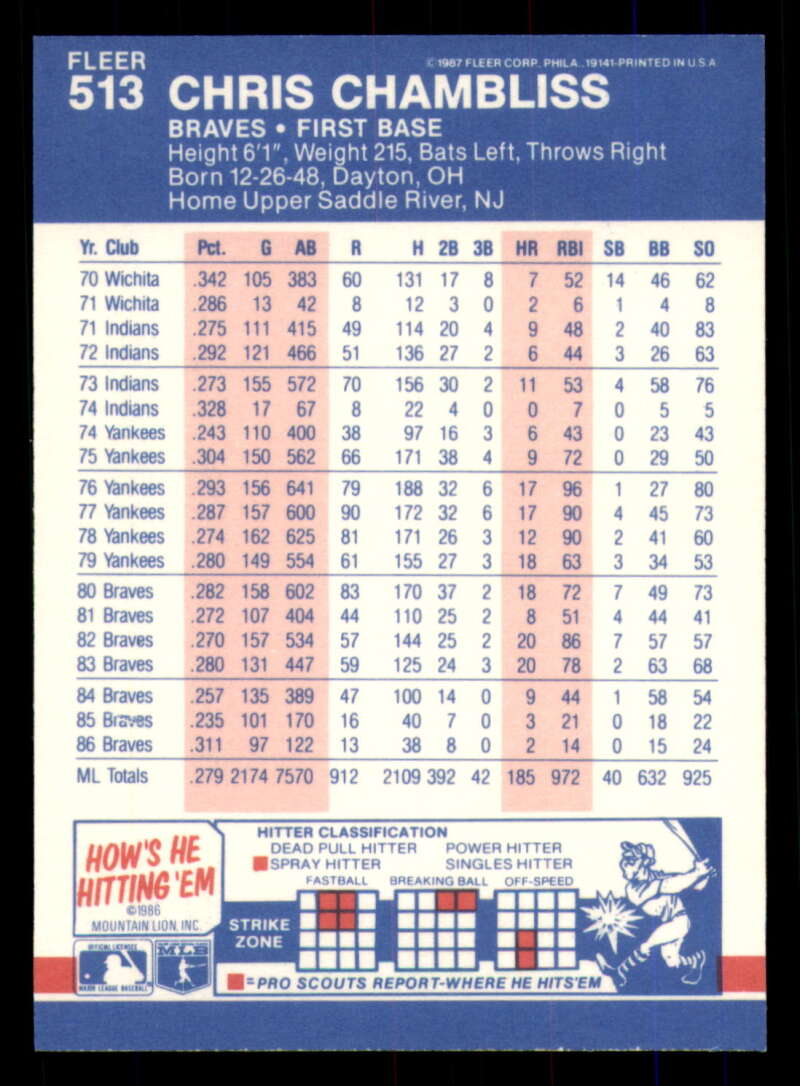 FLEER © 1987 FLEER CORP. PHILA., 19141-PRINTED IN U.S.A
513 CHRIS CHAMBLISS
BRAVES • FIRST BASE
Height 6'1", Weight 215, Bats Left, Throws Right
Born 12-26-48, Dayton, OH
Home Upper Saddle River, NJ
Yr. Club Pct. G AB R H 2B 3B HR RBI SB BB SO
70 Wichita .342 105 383 60 131 17 8 7 52 14 46 62
71 Wichita .286 13 42 8 12 3 0 2 6 1 4 8
71 Indians .275 111 415 49 114 20 4 9 48 2 40 83
72 Indians .292 121 466 51 136 27 2 6 44 3 26 63
73 Indians .273 155 572 70 156 30 2 11 53 4 58 76
74 Indians .328 17 67 8 22 4 0 0 7 0 5 5
74 Yankees .243 110 400 38 97 16 3 6 43 0 23 43
75 Yankees .304 150 562 66 171 38 4 9 72 0 29 50
76 Yankees .293 156 641 79 188 32 6 17 96 1 27 80
77 Yankees .287 157 600 90 172 32 6 17 90 4 45 73
78 Yankees .274 162 625 81 171 26 3 12 90 2 41 60
79 Yankees .280 149 554 61 155 27 3 18 63 3 34 53
80 Braves .282 158 602 83 170 37 2 18 72 7 49 73
81 Braves .272 107 404 44 110 25 2 8 51 4 44 41
82 Braves .270 157 534 57 144 25 2 20 86 7 57 57
83 Braves .280 131 447 59 125 24 3 20 78 2 63 68
84 Braves .257 135 389 47 100 14 0 9 44 1 58 54
85 Braves .235 101 170 16 40 7 0 3 21 0 18 22
86 Braves .311 97 122 13 38 8 0 2 14 0 15 24
ML Totals .279 2174 7570 912 2109 392 42 185 972 40 632 925
HOW'S HE
HITTING 'EM
©1986
MOUNTAIN LION, INC.
HITTER CLASSIFICATION
DEAD PULL HITTER POWER HITTER
SPRAY HITTER SINGLES HITTER
FASTBALL BREAKING BALL OFF-SPEED
STRIKE
ZONE
OFFICIAL LICENSEE
MAJOR LEAGUE BASEBALL
MLB
=PRO SCOUTS REPORT-WHERE HE HITS'EM